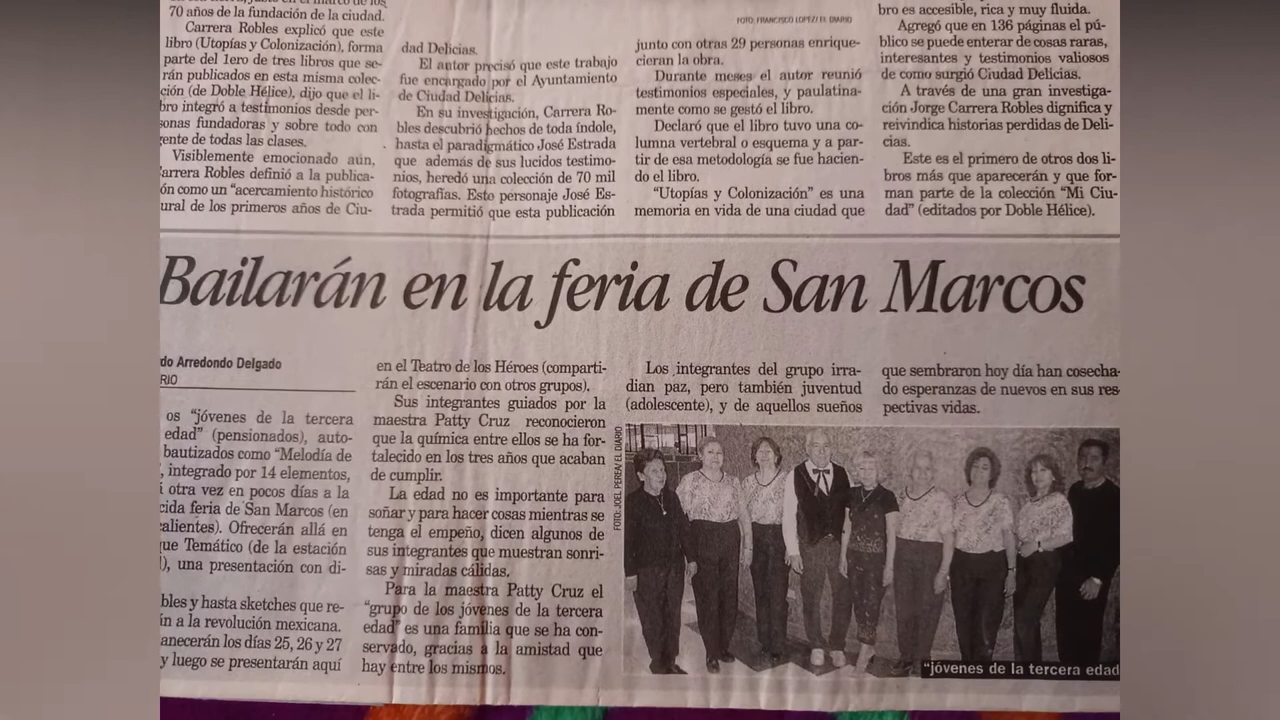 70 años de la fundación de la ciudad.
Carrera Robles explicó que este
libro (Utopías y Colonización), forma
parte del 1ero de tres libros que se-
rán publicados en esta misma colec-
ción (de Doble Hélice), dijo que el li-
bro integró a testimonios desde per-
sonas fundadoras y sobre todo con
gente de todas las clases.
Visiblemente emocionado aún,
Carrera Robles definió a la publica-
ón como un "acercamiento histórico
ural de los primeros años de Ciu-
dad Delicias.
El autor precisó que este trabajo
fue encargado por el Ayuntamiento
de Ciudad Delicias.
En su investigación, Carrera Ro-
bles descubrió hechos de toda índole,
hasta el paradigmático José Estrada
que además de sus lucidos testimo-
nios, heredó una colección de 70 mil
fotografías. Esto personaje José Es-
trada permitió que esta publicación
FOTO: FRANCISCO LOPEZ/ EL DIARIO
junto con otras 29 personas enrique-
cieran la obra.
Durante meses el autor reunió
testimonios especiales, y paulatina-
mente como se gestó el libro.
Declaró que el libro tuvo una co-
lumna vertebral o esquema y a par-
tir de esa metodología se fue hacien-
do el libro.
"Utopías y Colonización" es una
memoria en vida de una ciudad que
bro es accesible, rica y muy fluida.
Agregó que en 136 páginas el pú-
blico se puede enterar de cosas raras,
interesantes y testimonios valiosos
de como surgió Ciudad Delicias.
A través de una gran investiga-
ción Jorge Carrera Robles dignifica y
reivindica historias perdidas de Deli-
cias.
Este es el primero de otros dos li-
bros más que aparecerán y que for-
man parte de la colección "Mi Ciu-
dad" (editados por Doble Hélice).
Bailarán en la feria de San Marcos
do Arredondo Delgado
RIO
os "jóvenes de la tercera
edad" (pensionados), auto-
bautizados como "Melodía de
, integrado por 14 elementos,
i otra vez en pocos días a la
cida feria de San Marcos (en
calientes). Ofrecerán allá en
que Temático (de la estación
), una presentación con di-
bles y hasta sketches que re-
n a la revolución mexicana.
anecerán los días 25, 26 y 27
y luego se presentarán aquí
en el Teatro de los Héroes (comparti-
rán el escenario con otros grupos).
Sus integrantes guiados por la
maestra Patty Cruz reconocieron
que la química entre ellos se ha for-
talecido en los tres años que acaban
de cumplir.
La edad no es importante para
soñar y para hacer cosas mientras se
tenga el empeño, dicen algunos de
sus integrantes que muestran sonri-
sas y miradas cálidas.
Para la maestra Patty Cruz el
"grupo de los jóvenes de la tercera
edad" es una familia que se ha con-
servado, gracias a la amistad que
hay entre los mismos.
Los integrantes del grupo irra-
dian paz, pero también juventud
(adolescente), y de aquellos sueños
que sembraron hoy día han cosecha-
do esperanzas de nuevos en sus res
pectivas vidas.
FOTO: JOEL PEREA/ EL DIARIO
"jóvenes de la tercera edad